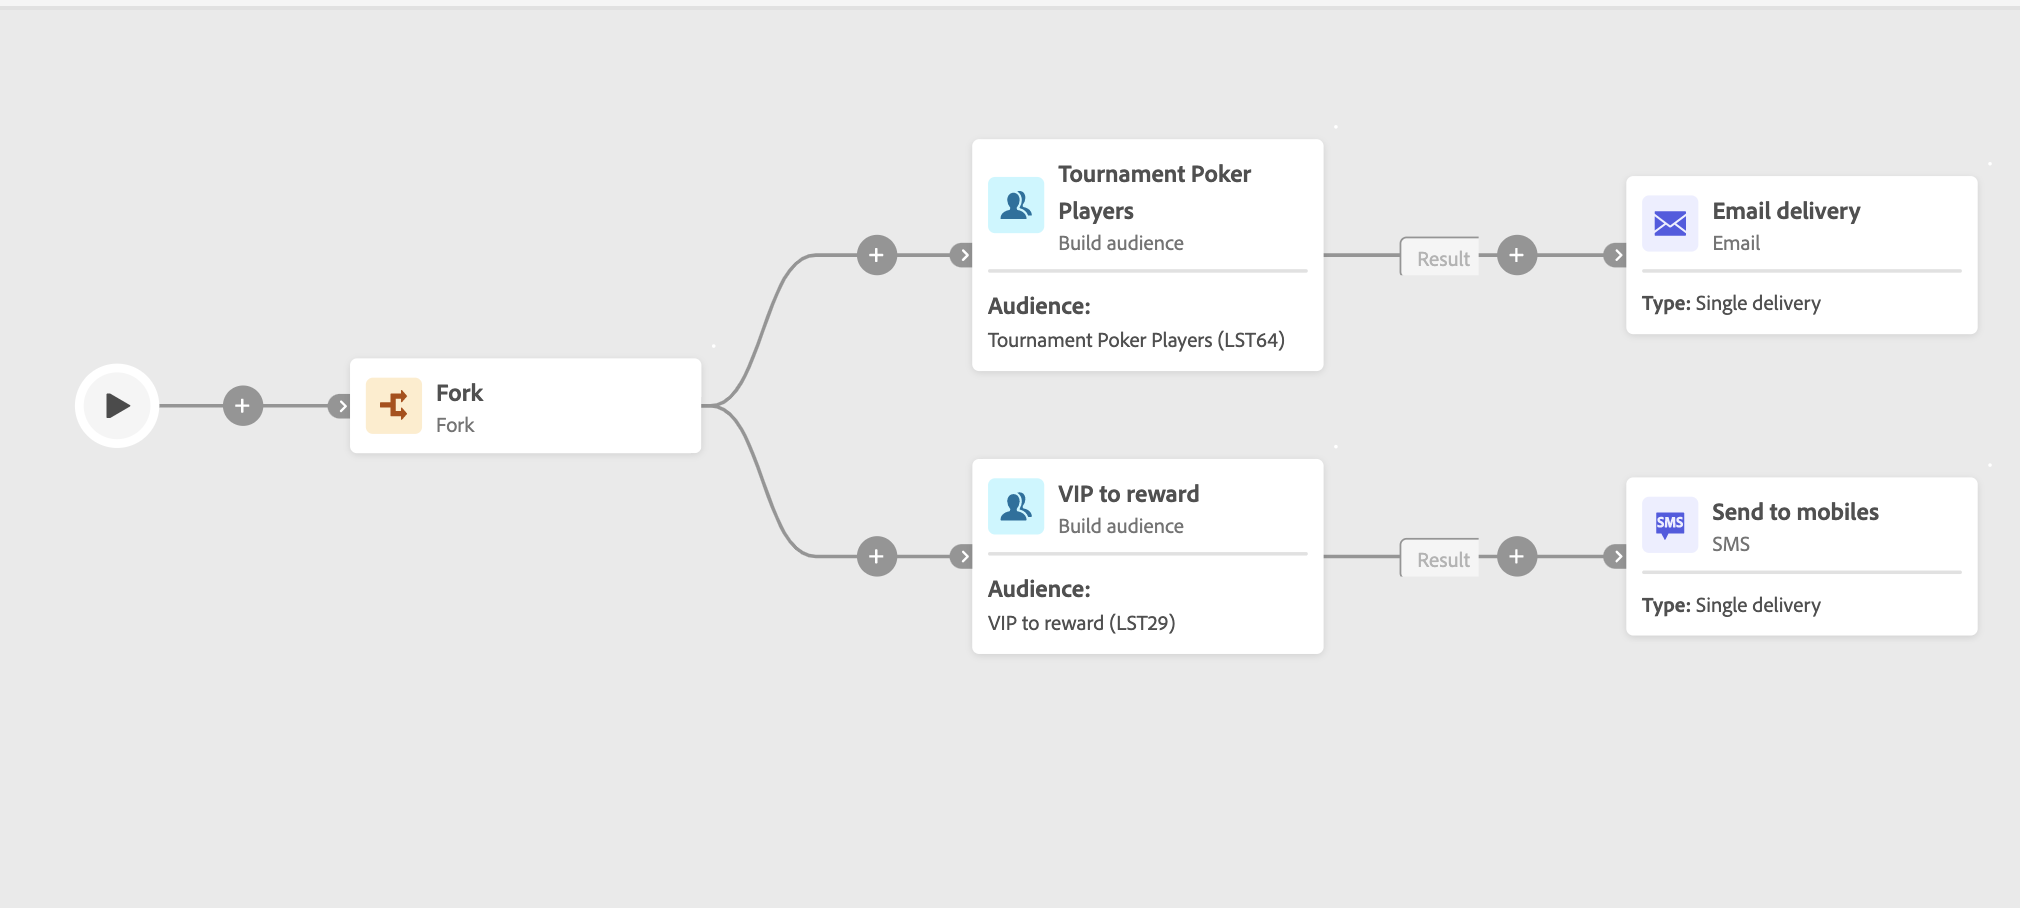 Fork
Fork
Tournament Poker
Players
Build audience
Audience:
Tournament Poker Players (LST64)
Result
Email delivery
Email
Type: Single delivery
VIP to reward
Build audience
Audience:
VIP to reward (LST29)
Result
SMS
Send to mobiles
SMS
Type: Single delivery